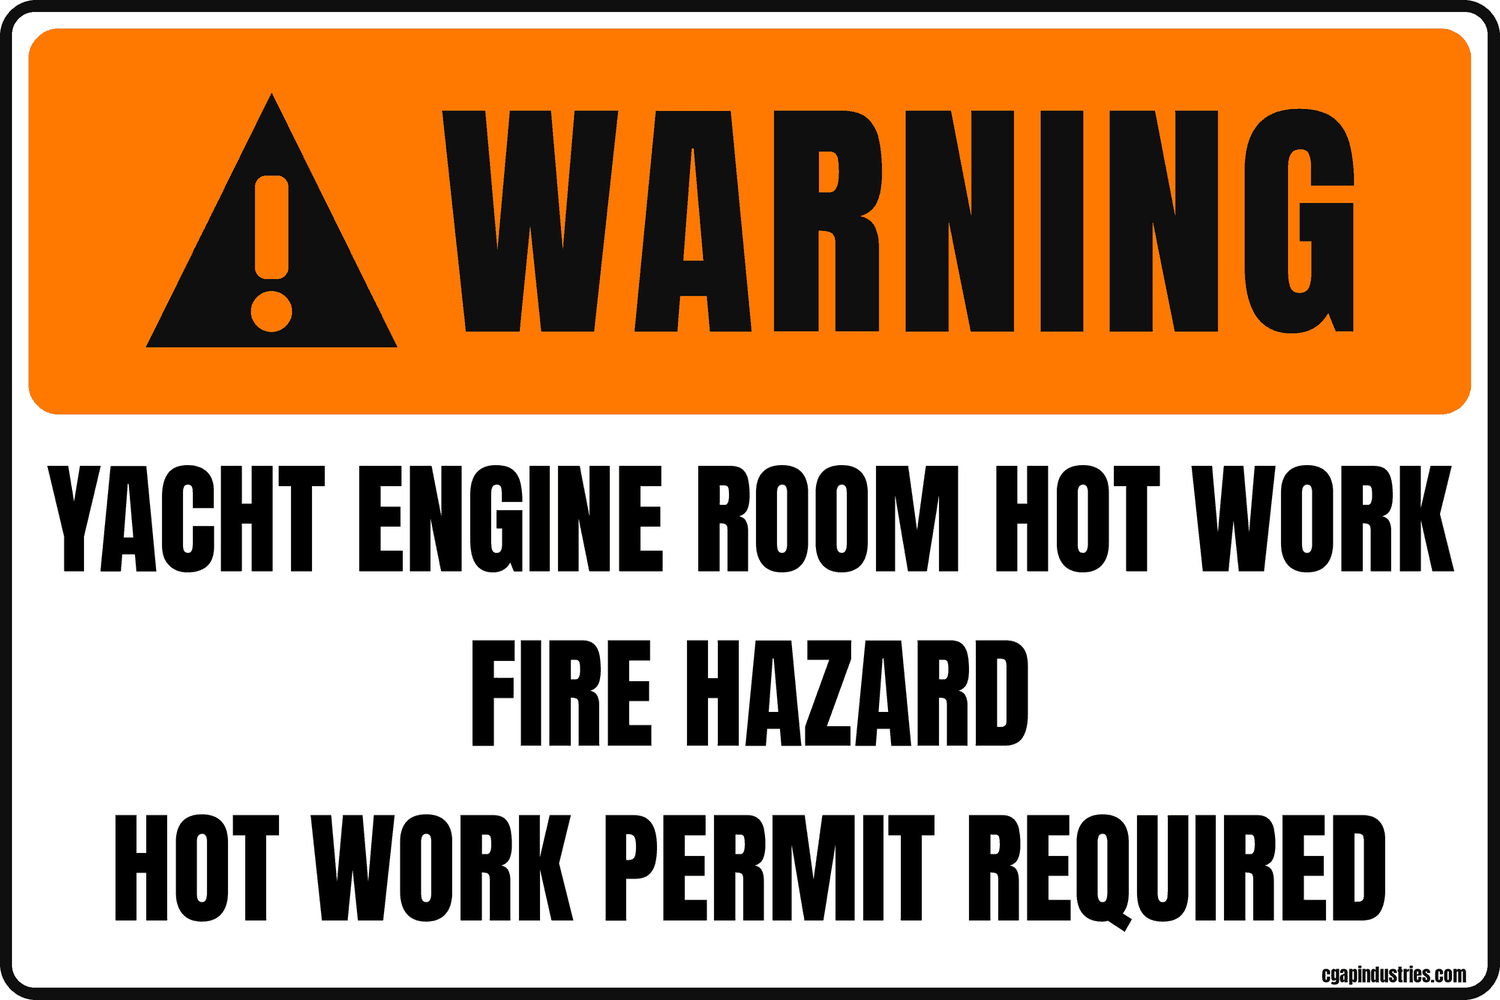 WARNING
YACHT ENGINE ROOM HOT WORK
FIRE HAZARD
HOT WORK PERMIT REQUIRED
cgapindustries.com